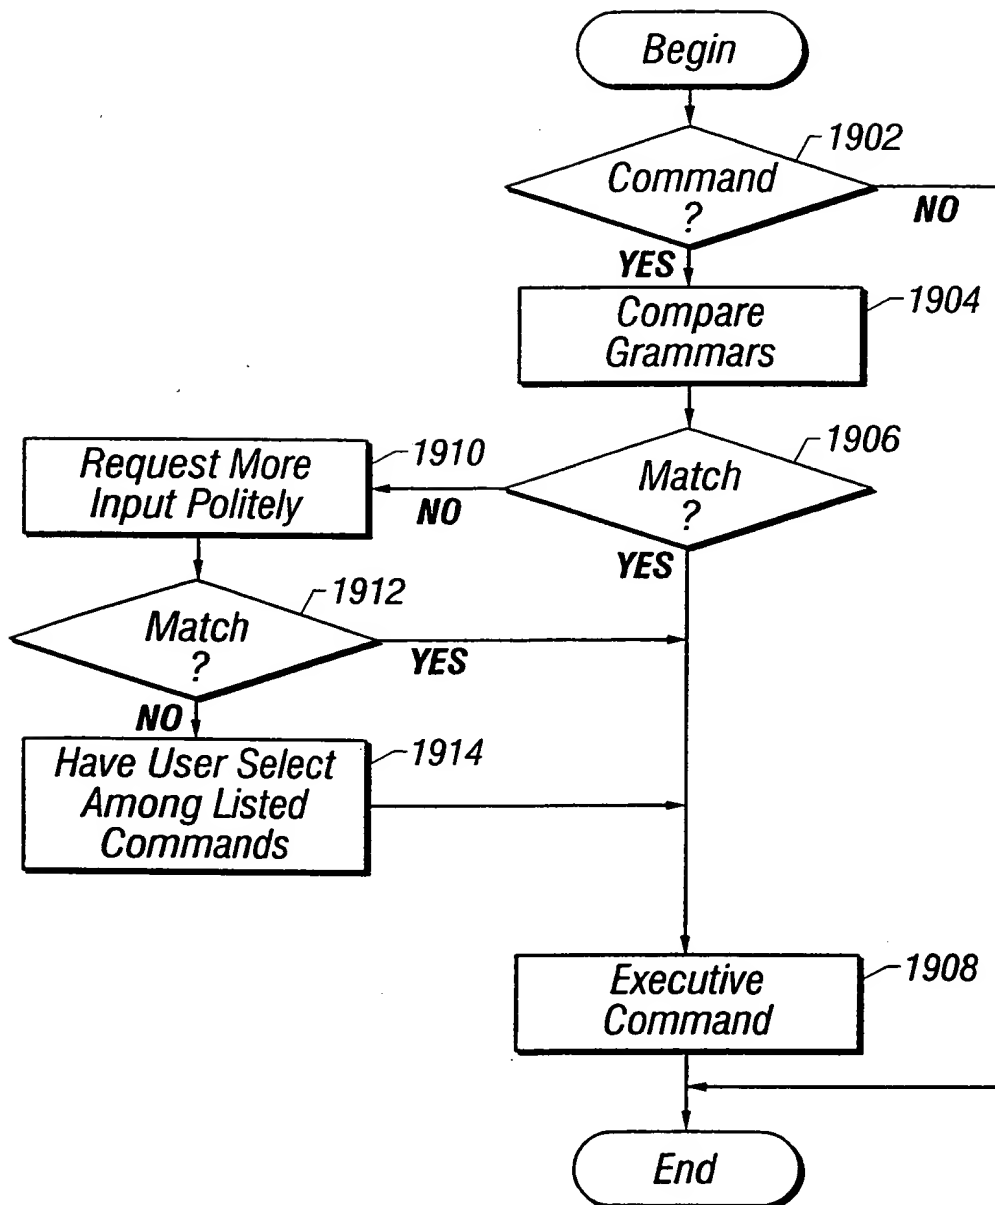 Begin
1902
Command
?
NO
YES
Compare
Grammars
1904
1906
Match
?
NO
YES
Request More
Input Politely
1910
1912
Match
?
YES
NO
Have User Select
Among Listed
Commands
1914
Executive
Command
1908
End